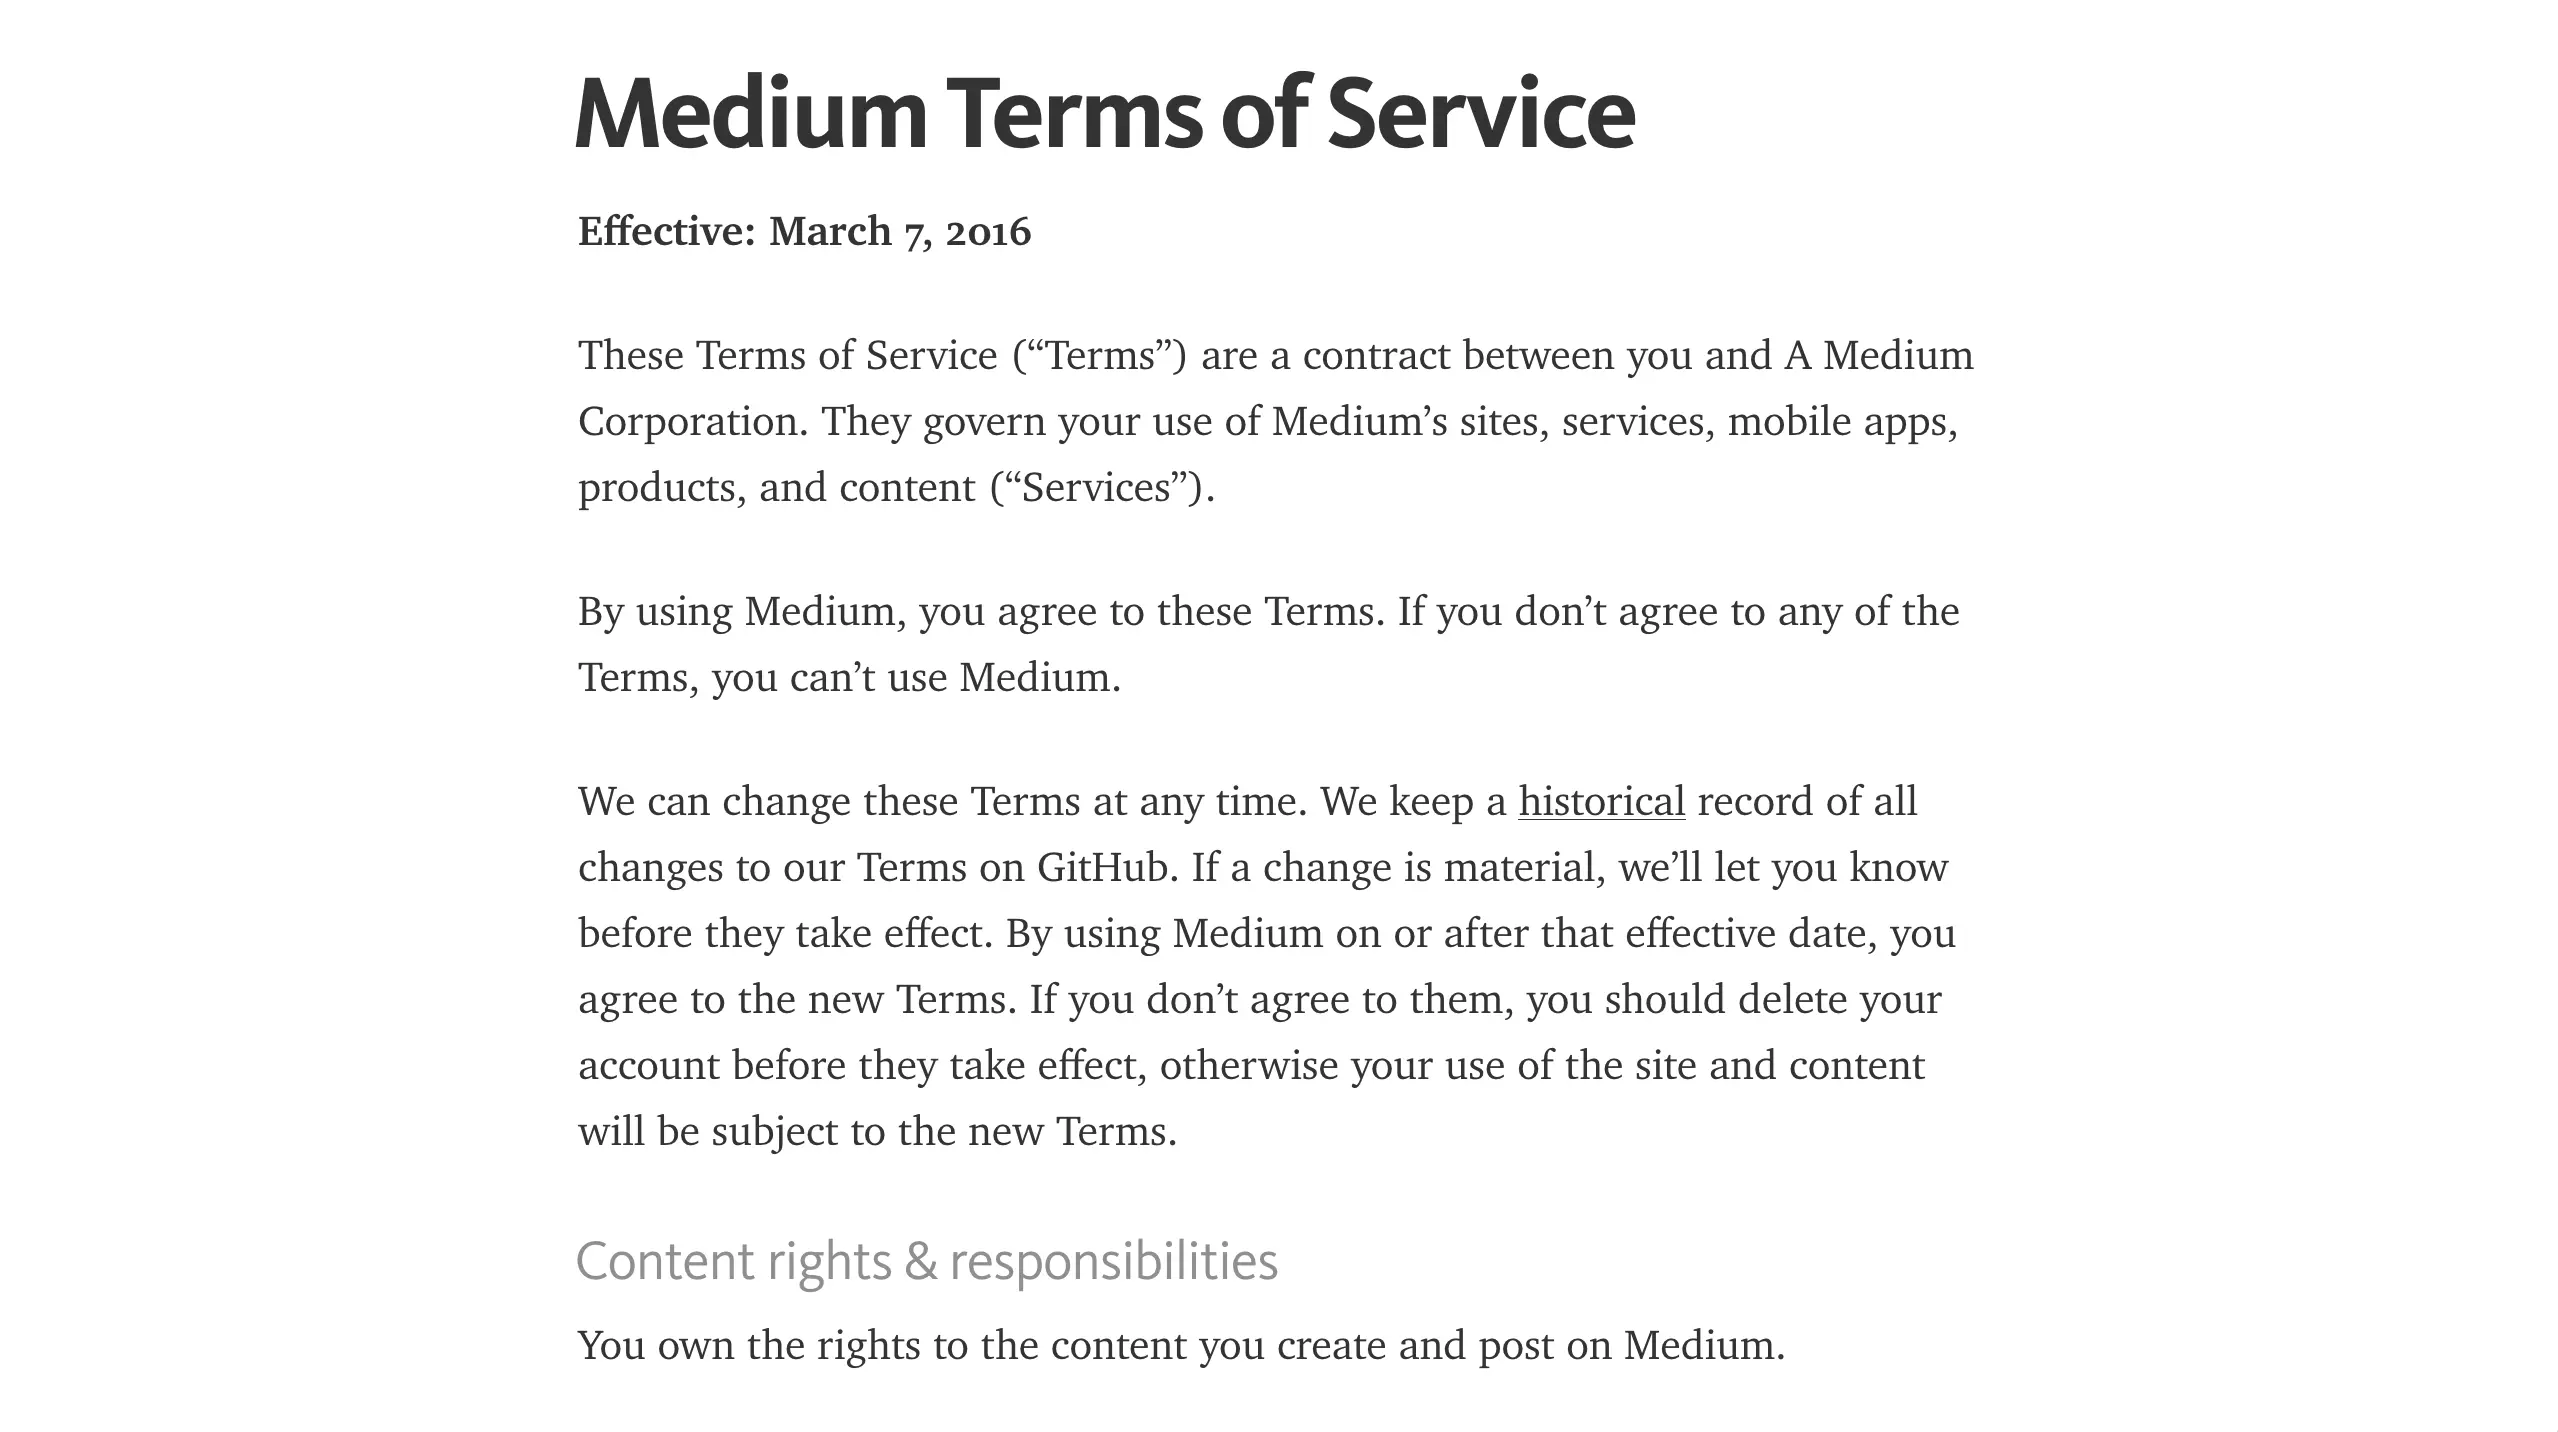 Medium Terms of Service
Effective: March 7, 2016
These Terms of Service (“Terms”) are a contract between you and A Medium
Corporation. They govern your use of Medium’s sites, services, mobile apps,
products, and content (“Services”).
By using Medium, you agree to these Terms. If you don’t agree to any of the
Terms, you can’t use Medium.
We can change these Terms at any time. We keep a historical record of all
changes to our Terms on GitHub. If a change is material, we’ll let you know
before they take effect. By using Medium on or after that effective date, you
agree to the new Terms. If you don’t agree to them, you should delete your
account before they take effect, otherwise your use of the site and content
will be subject to the new Terms.
Content rights & responsibilities
You own the rights to the content you create and post on Medium.